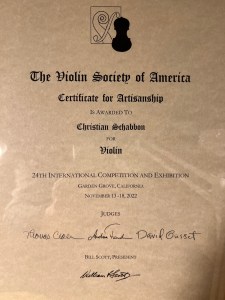 The Violin Society of America
Certificate for Artisanship
Is Awarded To
Christian Schabbon
for
Violin
24th International Competition and Exhibition
Garden Grove, California
November 13-18, 2022
Judges
Bill Scott, President